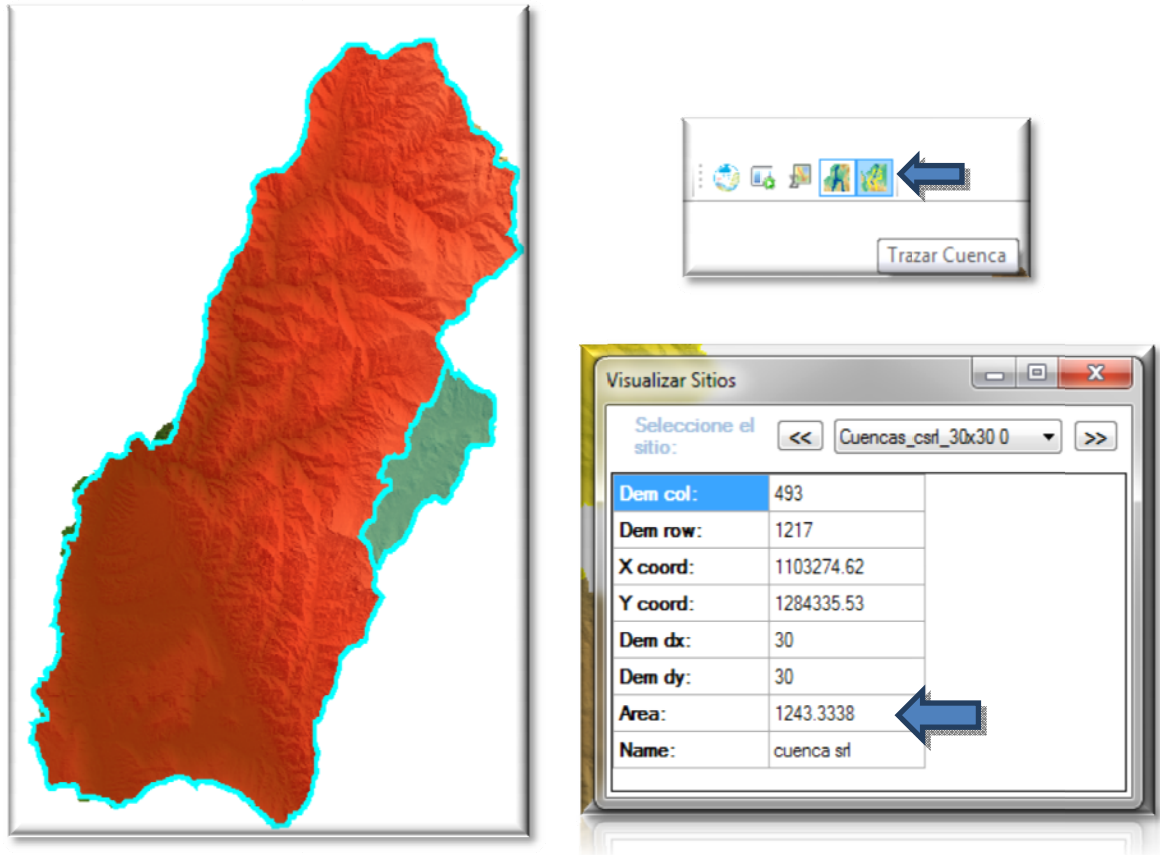 Trazar Cuenca
Visualizar Sitios
Seleccione el
sitio:
<<
Cuencas_csrl_30x30 0
>>
Dem col: 493
Dem row: 1217
X coord: 1103274.62
Y coord: 1284335.53
Dem dx: 30
Dem dy: 30
Area: 1243.3338
Name: cuenca srl